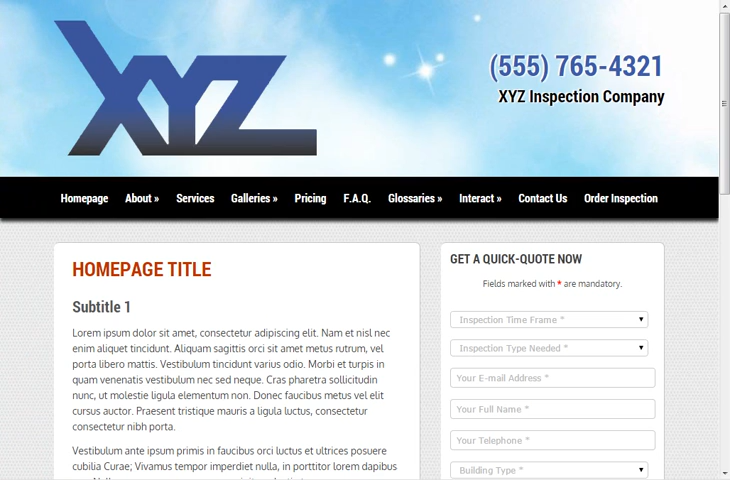 XYZ
(555) 765-4321
XYZ Inspection Company
Homepage About » Services Galleries » Pricing F.A.Q. Glossaries » Interact » Contact Us Order Inspection
HOMEPAGE TITLE
Subtitle 1
Lorem ipsum dolor sit amet, consectetur adipiscing elit. Nam et nisl nec
enim aliquet tincidunt. Aliquam sagittis orci sit amet metus rutrum, vel
porta libero mattis. Vestibulum tincidunt varius odio. Morbi et turpis in
quam venenatis vestibulum nec sed neque. Cras pharetra sollicitudin
nunc, ut molestie ligula elementum non. Donec faucibus metus vel elit
cursus auctor. Praesent tristique mauris a ligula luctus, consectetur
consectetur nibh porta.
Vestibulum ante ipsum primis in faucibus orci luctus et ultrices posuere
cubilia Curae; Vivamus tempor imperdiet nulla, in porttitor lorem dapibus
GET A QUICK-QUOTE NOW
Fields marked with * are mandatory.
Inspection Time Frame *
Inspection Type Needed *
Your E-mail Address *
Your Full Name *
Your Telephone *
Building Type *